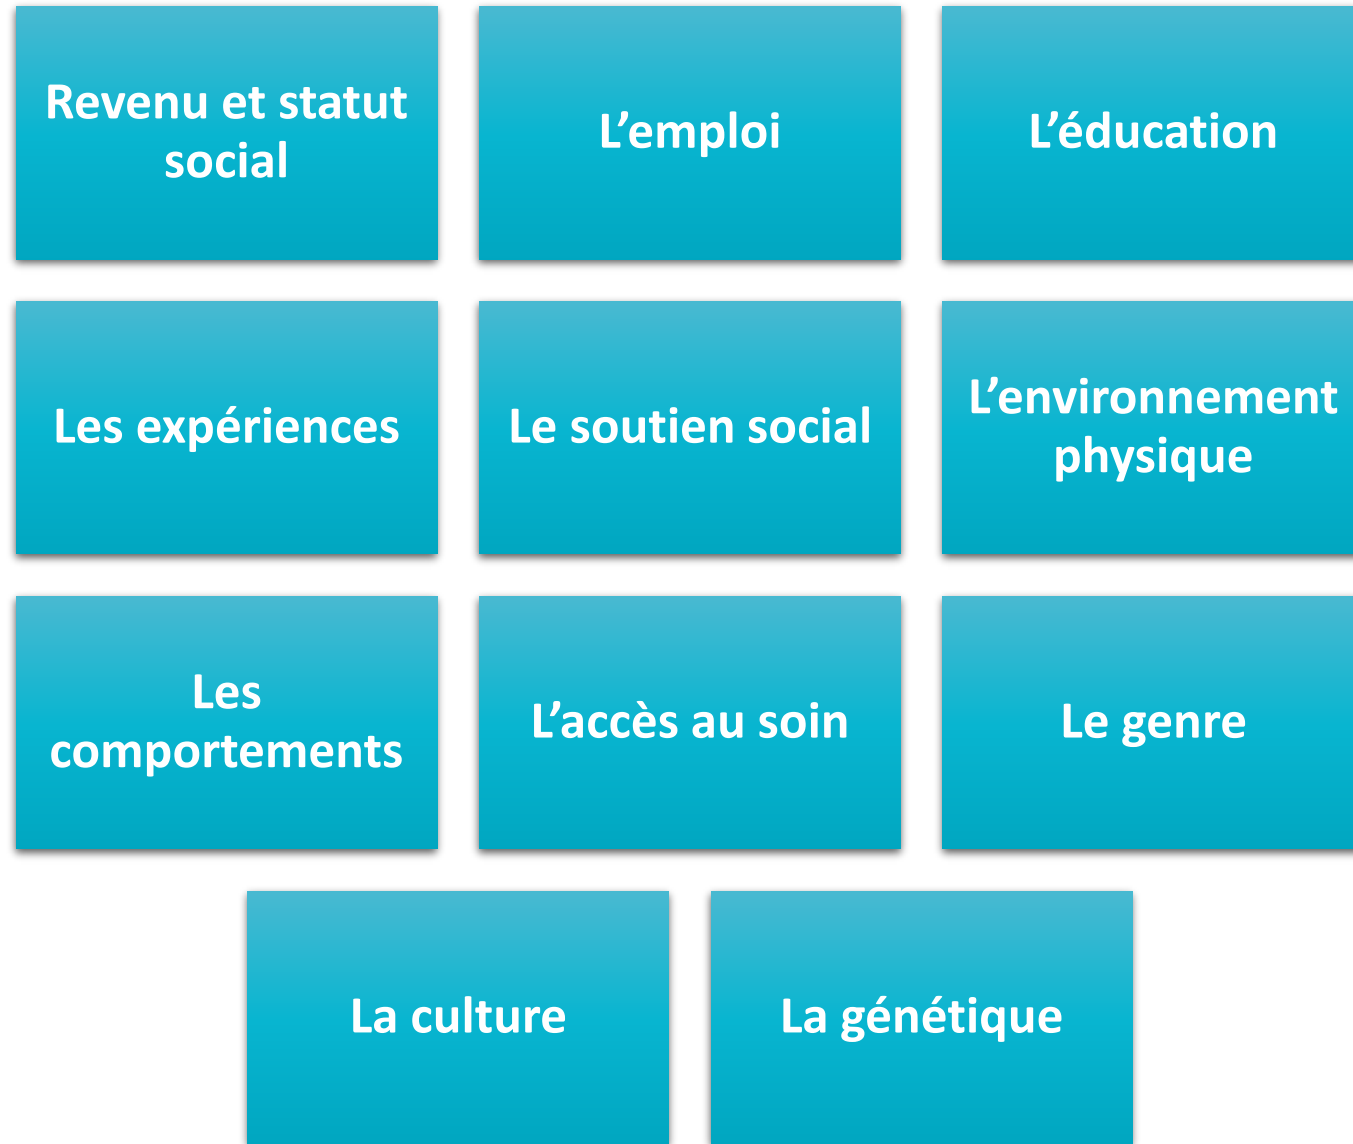 Revenu et statut
social
L’emploi
L’éducation
Les expériences
Le soutien social
L’environnement
physique
Les
comportements
L’accès au soin
Le genre
La culture
La génétique